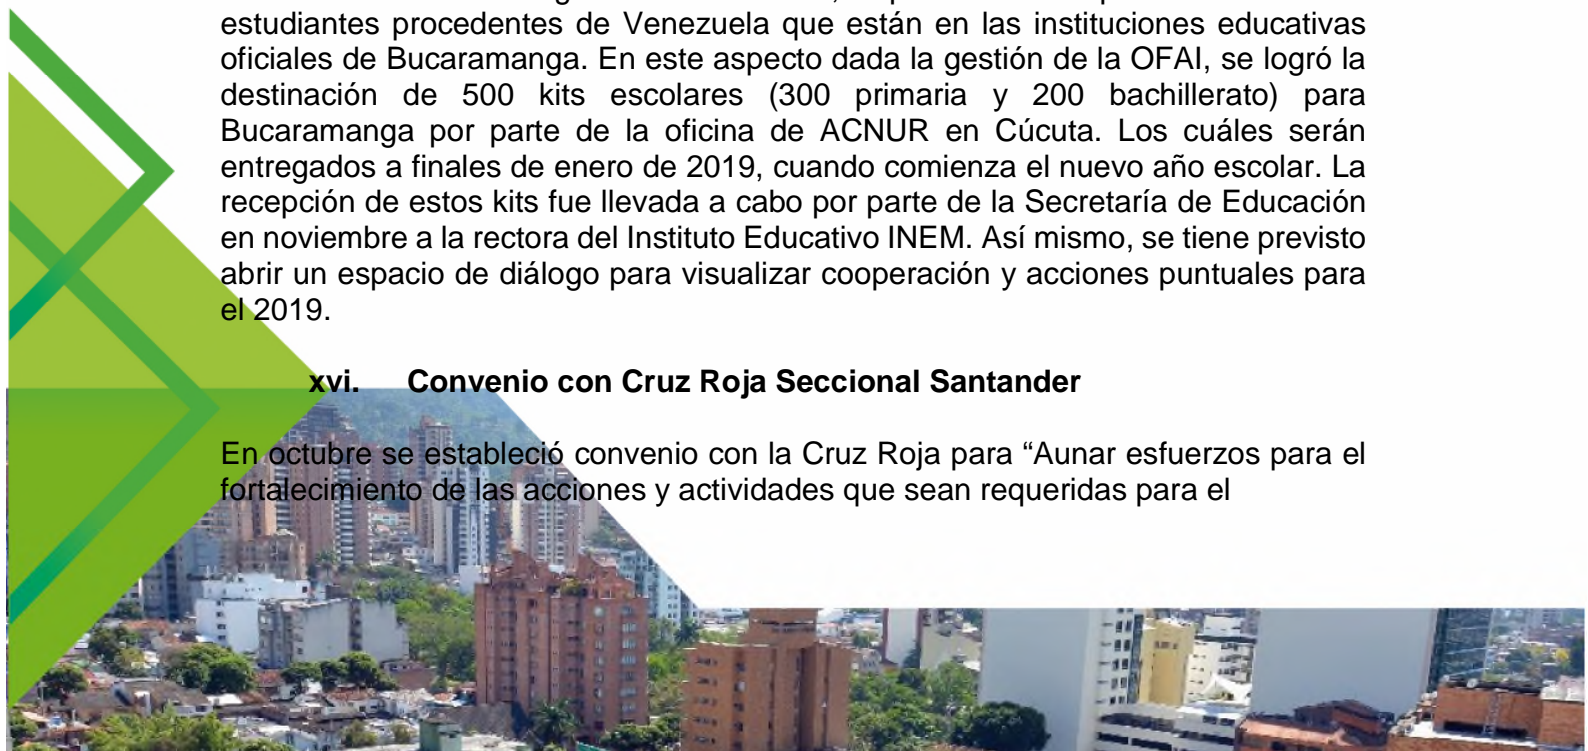 estudiantes procedentes de Venezuela que están en las instituciones educativas
oficiales de Bucaramanga. En este aspecto dada la gestión de la OFAI, se logró la
destinación de 500 kits escolares (300 primaria y 200 bachillerato) para
Bucaramanga por parte de la oficina de ACNUR en Cúcuta. Los cuáles serán
entregados a finales de enero de 2019, cuando comienza el nuevo año escolar. La
recepción de estos kits fue llevada a cabo por parte de la Secretaría de Educación
en noviembre a la rectora del Instituto Educativo INEM. Así mismo, se tiene previsto
abrir un espacio de diálogo para visualizar cooperación y acciones puntuales para
el 2019.
xvi. Convenio con Cruz Roja Seccional Santander
En octubre se estableció convenio con la Cruz Roja para “Aunar esfuerzos para el
fortalecimiento de las acciones y actividades que sean requeridas para el